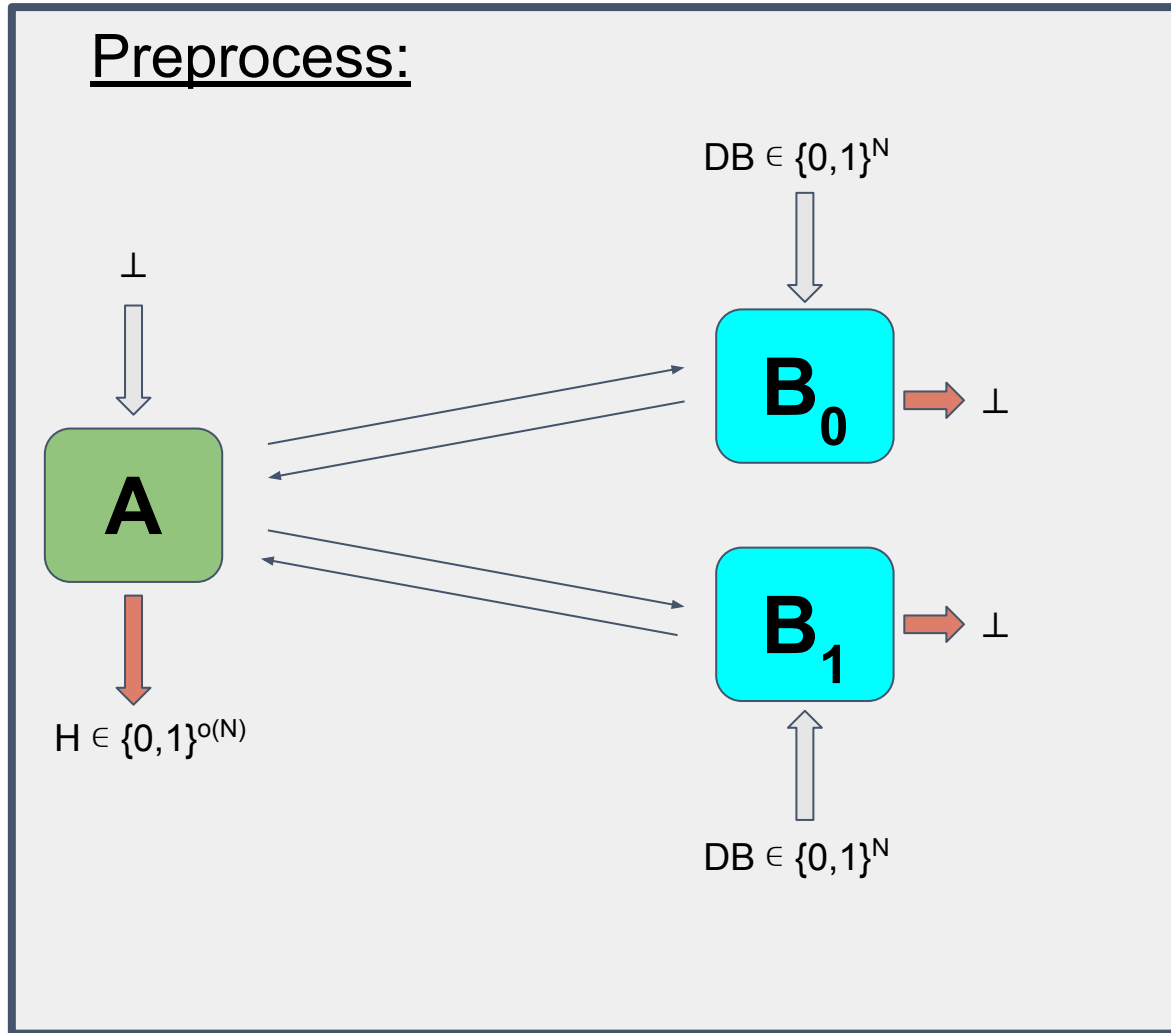 Preprocess:
DB ∈ {0,1}ᴺ
⊥
B₀
⊥
A
B₁
⊥
H ∈ {0,1}ᵒ⁽ᴺ⁾
DB ∈ {0,1}ᴺ